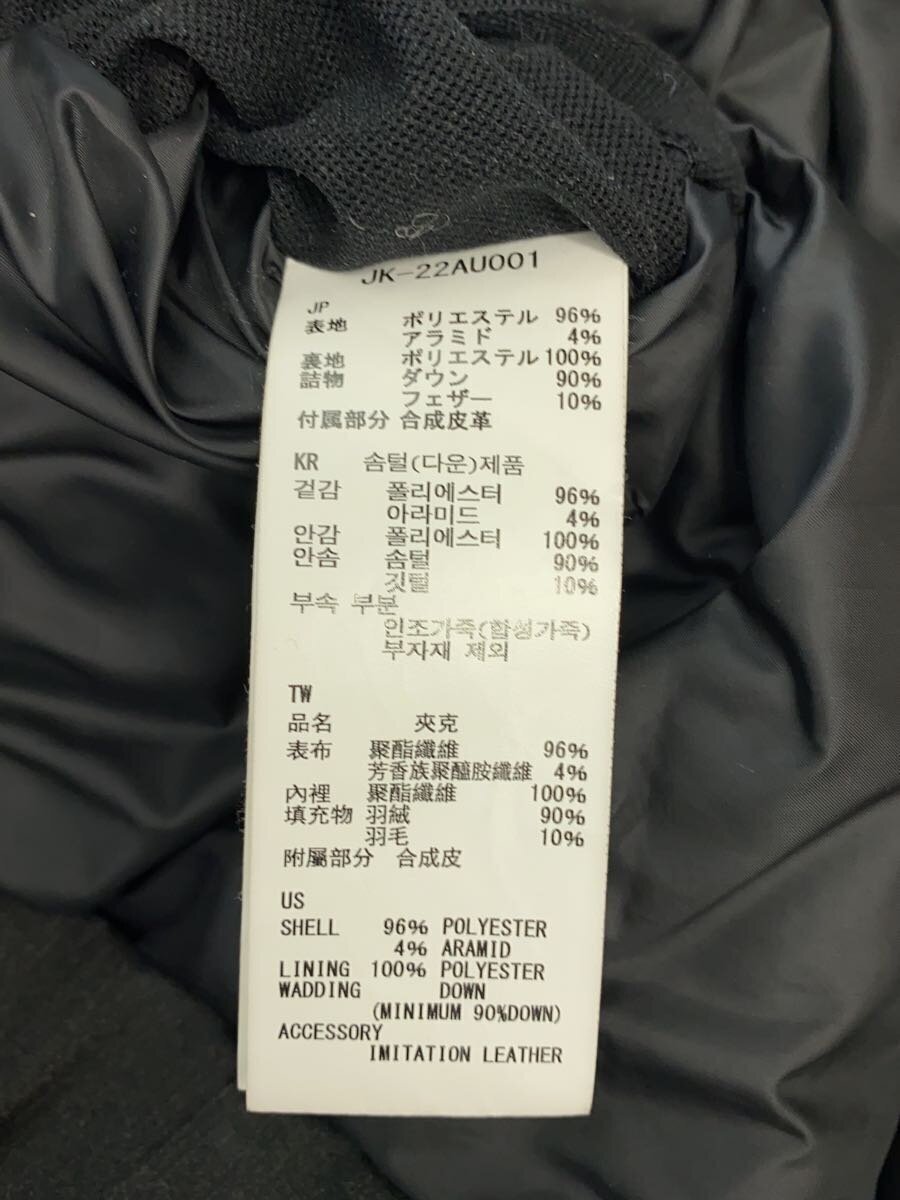 JK-22AU001
JP
表地 ポリエステル 96%
アラミド 4%
裏地 ポリエステル 100%
詰物 ダウン 90%
フェザー 10%
付属部分 合成皮革
KR 솜털(다운)제품
겉감 폴리에스터 96%
아라미드 4%
안감 폴리에스터 100%
안솜 솜털 90%
깃털 10%
부속 부분
인조가죽(합성가죽)
부자재 제외
TW
品名 夾克
表布 聚酯纖維 96%
芳香族聚醯胺纖維 4%
內裡 聚酯纖維 100%
填充物 羽絨 90%
羽毛 10%
附屬部分 合成皮
US
SHELL 96% POLYESTER
4% ARAMID
LINING 100% POLYESTER
WADDING DOWN
(MINIMUM 90%DOWN)
ACCESSORY
IMITATION LEATHER